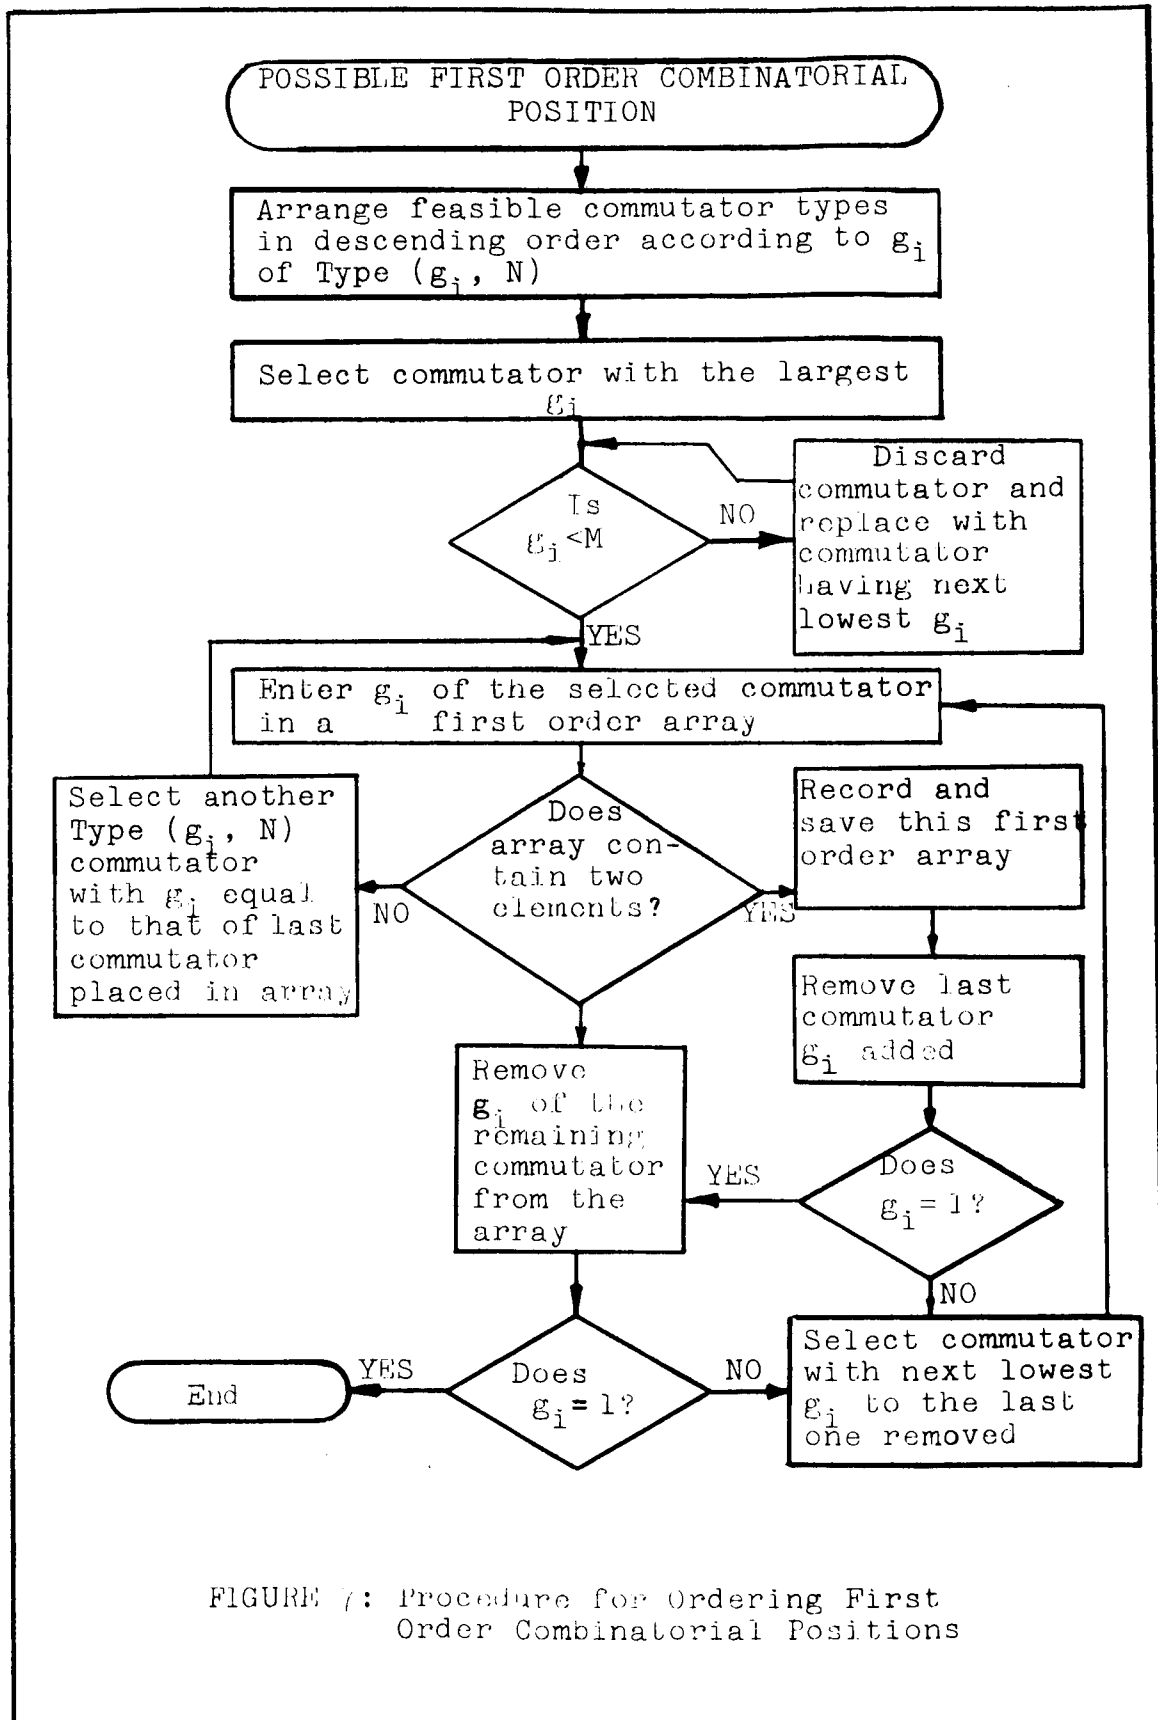 POSSIBLE FIRST ORDER COMBINATORIAL
POSITION
Arrange feasible commutator types
in descending order according to gi
of Type (gi, N)
Select commutator with the largest
gi
Is
gi<M
NO
Discard
commutator and
replace with
commutator
having next
lowest gi
YES
Enter gi of the selected commutator
in a first order array
Select another
Type (gi, N)
commutator
with gi equal
to that of last
commutator
placed in array
NO
Does
array con-
tain two
elements?
YES
Record and
save this first
order array
Remove last
commutator
gi added
Remove
gi of the
remaining
commutator
from the
array
YES
Does
gi = 1?
NO
End
YES
Does
gi = 1?
NO
Select commutator
with next lowest
gi to the last
one removed
FIGURE 7: Procedure for Ordering First
Order Combinatorial Positions